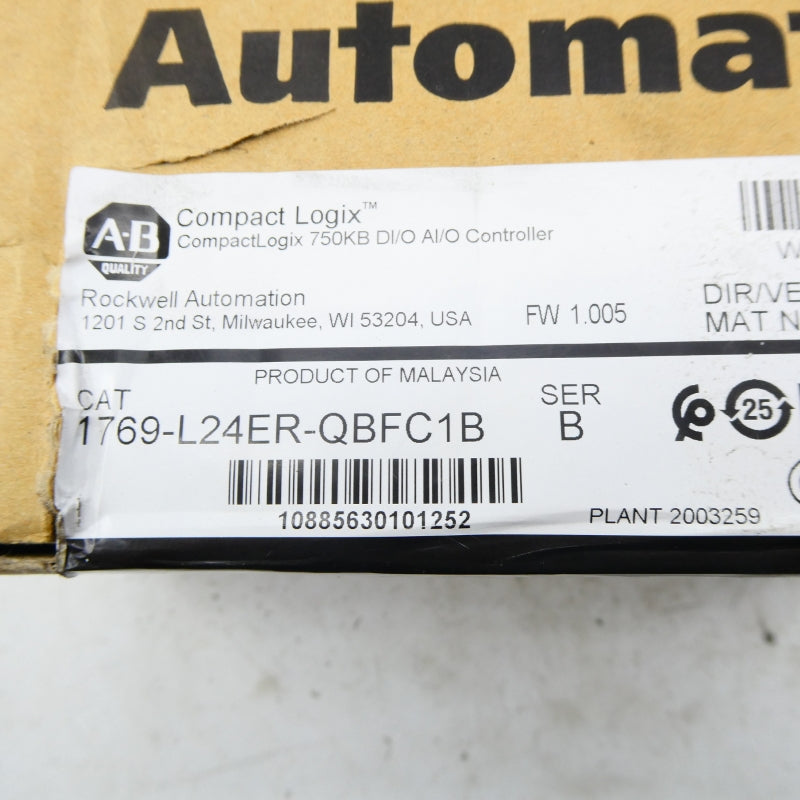 Automa
A-B
QUALITY
Compact Logix™
CompactLogix 750KB DI/O AI/O Controller
Rockwell Automation
1201 S 2nd St, Milwaukee, WI 53204, USA
FW 1.005
DIR/VE
MAT N
PRODUCT OF MALAYSIA
CAT
1769-L24ER-QBFC1B
SER
B
25
10885630101252
PLANT 2003259